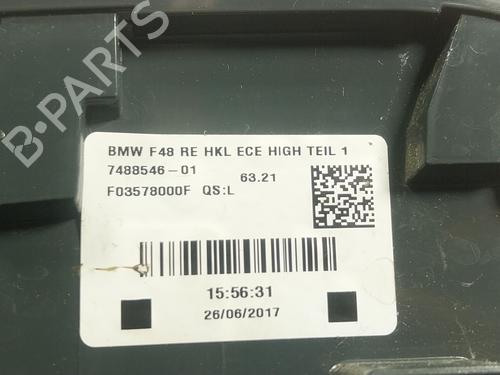 BMW F48 RE HKL ECE HIGH TEIL 1
7488546-01 63.21
F03578000F QS:L
15:56:31
26/06/2017
B-PARTS